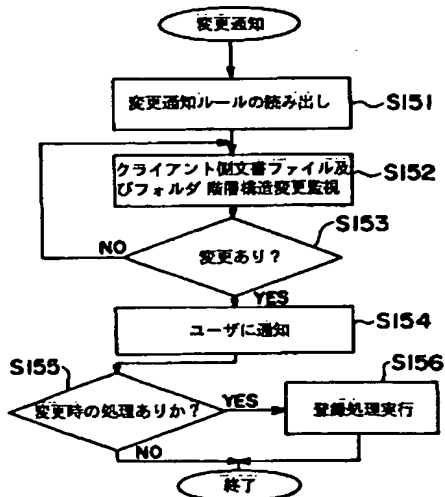 変更通知
変更通知ルールの読み出し
S151
クライアント側文書ファイル及
びフォルダ 階層構造変更監視
S152
S153
変更あり?
NO
YES
ユーザに通知
S154
S155
変更時の処理ありか?
YES
S156
登録処理実行
NO
終了